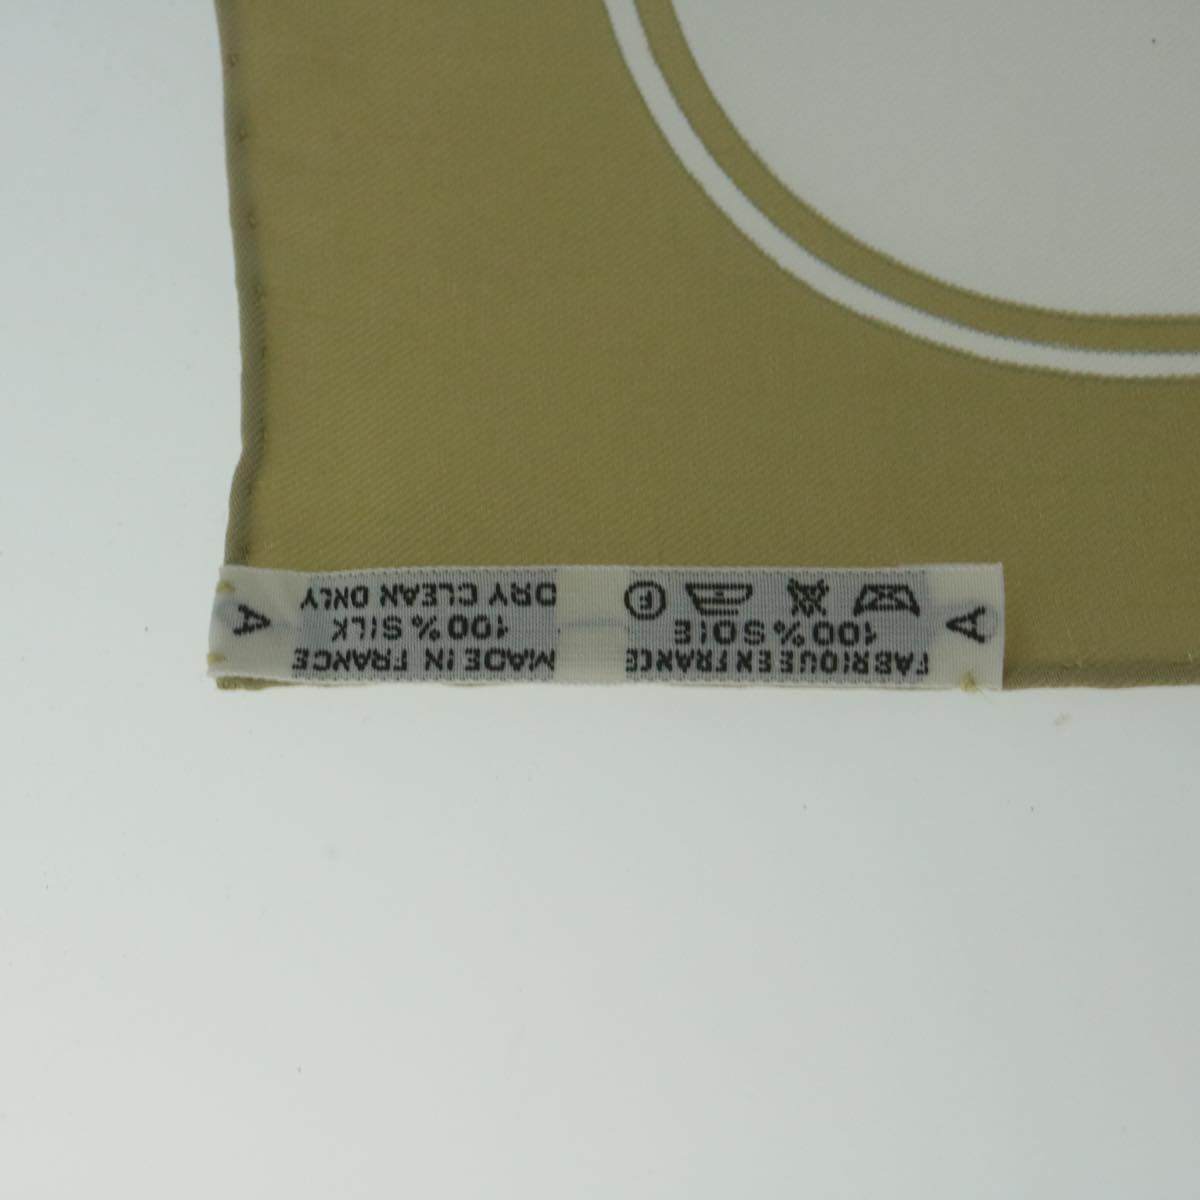 A
FABRIQUE EN FRANCE
100% SOIE
F
MADE IN FRANCE
100% SILK
DRY CLEAN ONLY
A